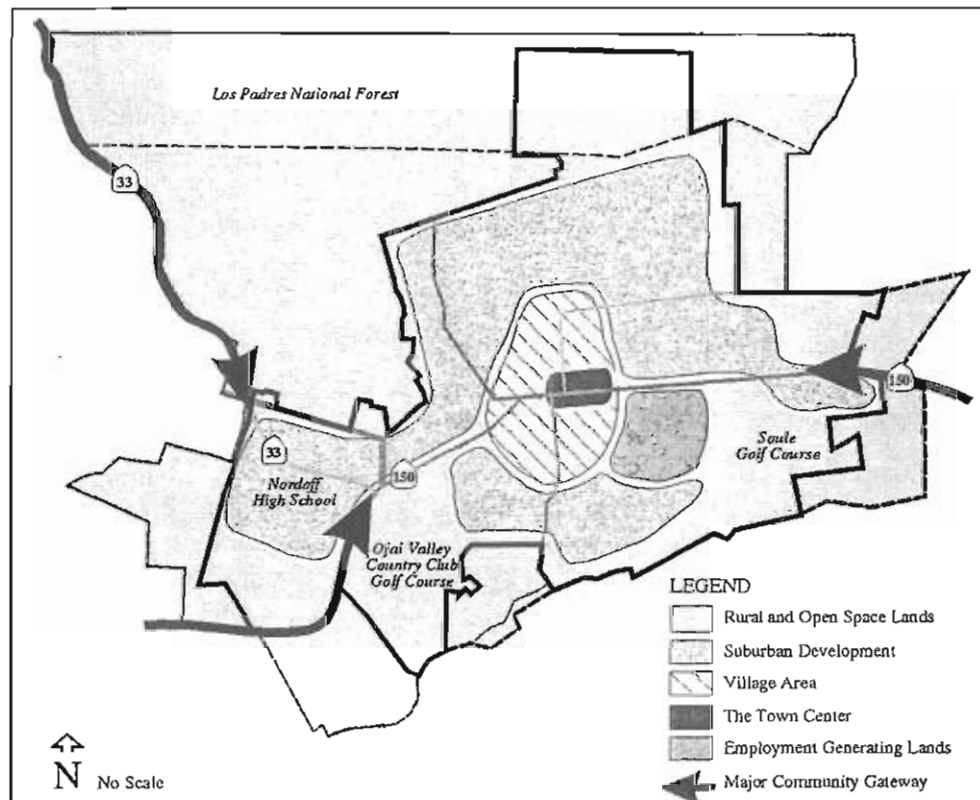 Los Padres National Forest
33
150
33
Nordoff
High School
150
Soule
Golf Course
Ojai Valley
Country Club
Golf Course
LEGEND
Rural and Open Space Lands
Suburban Development
Village Area
The Town Center
Employment Generating Lands
Major Community Gateway
N No Scale